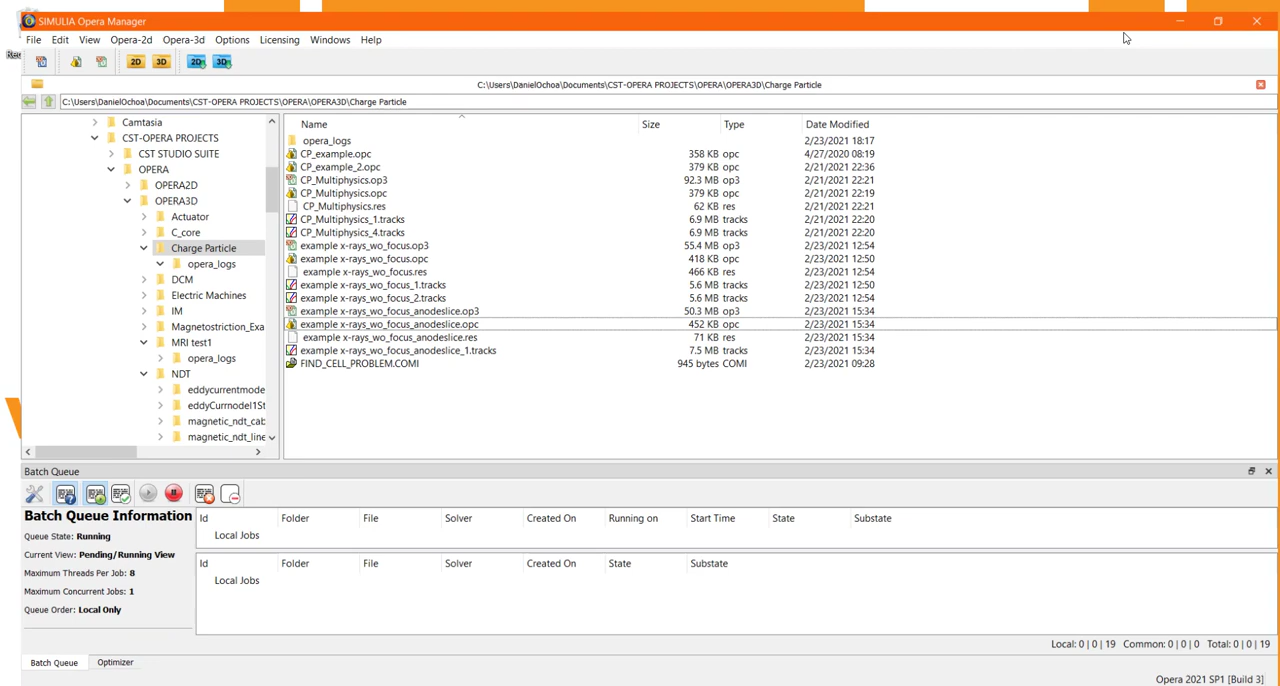 SIMULIA Opera Manager
File Edit View Opera-2d Opera-3d Options Licensing Windows Help
2D 3D 2D 3D
C:\Users\DanielOchoa\Documents\CST-OPERA PROJECTS\OPERA\OPERA3D\Charge Particle
C:\Users\DanielOchoa\Documents\CST-OPERA PROJECTS\OPERA\OPERA3D\Charge Particle
Camtasia
CST-OPERA PROJECTS
CST STUDIO SUITE
OPERA
OPERA2D
OPERA3D
Actuator
C_core
Charge Particle
opera_logs
DCM
Electric Machines
IM
Magnetostriction_Exa
MRI test1
opera_logs
NDT
eddycurrentmode
eddyCurrnodel1St
magnetic_ndt_cab
magnetic_ndt_line
Name Size Type Date Modified
opera_logs 2/23/2021 18:17
CP_example.opc 358 KB opc 4/27/2020 08:19
CP_example_2.opc 379 KB opc 2/21/2021 22:36
CP_Multiphysics.op3 92.3 MB op3 2/21/2021 22:21
CP_Multiphysics.opc 379 KB opc 2/21/2021 22:19
CP_Multiphysics.res 62 KB res 2/21/2021 22:21
CP_Multiphysics_1.tracks 6.9 MB tracks 2/21/2021 22:20
CP_Multiphysics_4.tracks 6.9 MB tracks 2/21/2021 22:20
example x-rays_wo_focus.op3 55.4 MB op3 2/23/2021 12:54
example x-rays_wo_focus.opc 418 KB opc 2/23/2021 12:50
example x-rays_wo_focus.res 466 KB res 2/23/2021 12:54
example x-rays_wo_focus_1.tracks 5.6 MB tracks 2/23/2021 12:50
example x-rays_wo_focus_2.tracks 5.6 MB tracks 2/23/2021 12:54
example x-rays_wo_focus_anodeslice.op3 50.3 MB op3 2/23/2021 15:34
example x-rays_wo_focus_anodeslice.opc 452 KB opc 2/23/2021 15:34
example x-rays_wo_focus_anodeslice.res 71 KB res 2/23/2021 15:34
example x-rays_wo_focus_anodeslice_1.tracks 7.5 MB tracks 2/23/2021 15:34
FIND_CELL_PROBLEM.COMI 945 bytes COMI 2/23/2021 09:28
Batch Queue
Batch Queue Information
Queue State: Running
Current View: Pending/Running View
Maximum Threads Per Job: 8
Maximum Concurrent Jobs: 1
Queue Order: Local Only
Id Folder File Solver Created On Running on Start Time State Substate
Local Jobs
Id Folder File Solver Created On State Substate
Local Jobs
Local: 0 | 0 | 19 Common: 0 | 0 | 0 Total: 0 | 0 | 19
Batch Queue Optimizer
Opera 2021 SP1 [Build 3]